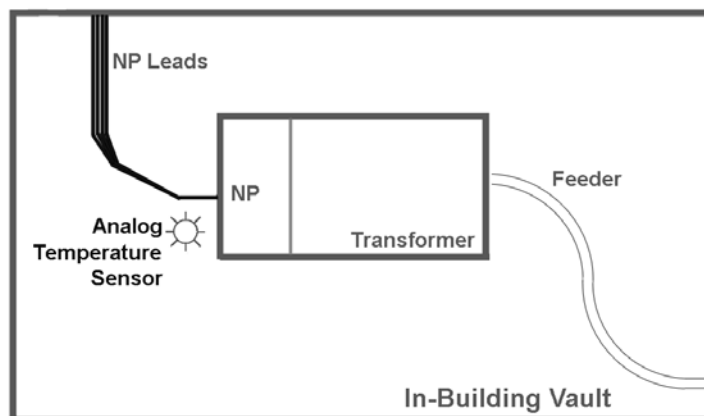 NP Leads
Feeder
NP
Analog
Temperature
Sensor
Transformer
In-Building Vault